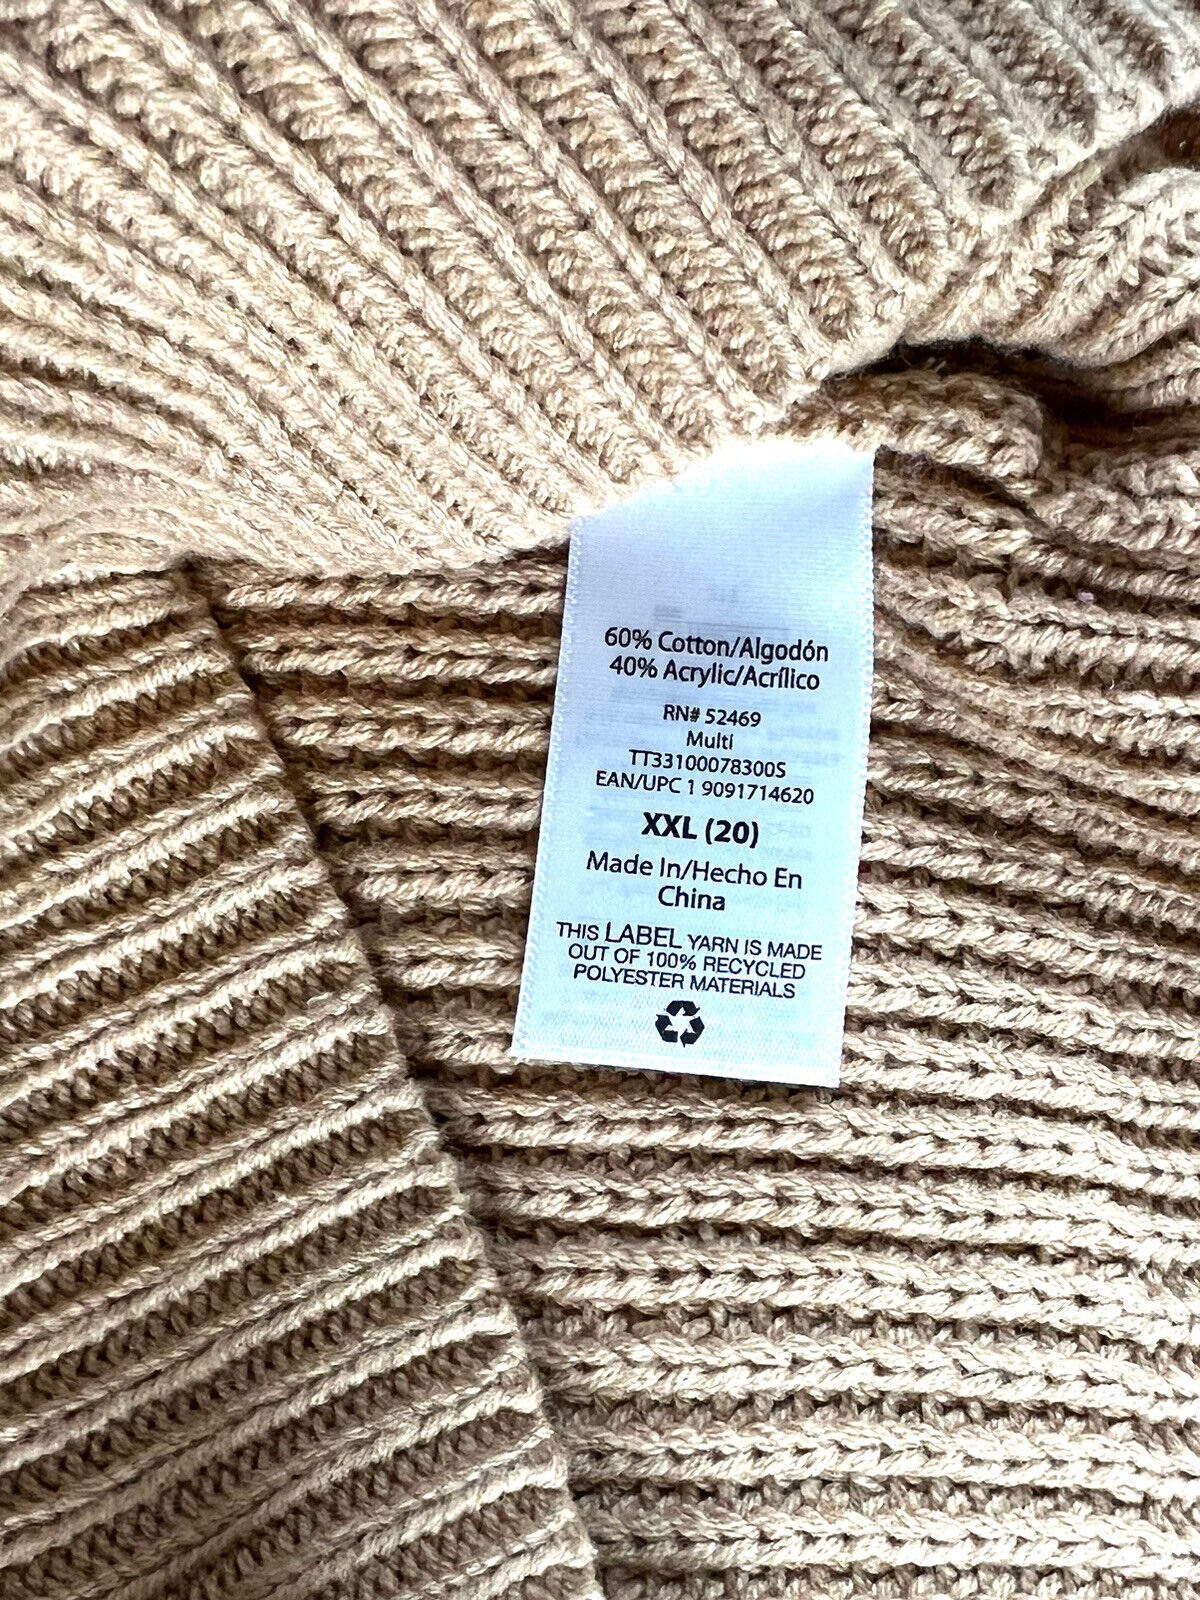 60% Cotton/Algodón
40% Acrylic/Acrílico
RN# 52469
Multi
TT33100078300S
EAN/UPC 1 9091714620
XXL (20)
Made In/Hecho En
China
THIS LABEL YARN IS MADE
OUT OF 100% RECYCLED
POLYESTER MATERIALS